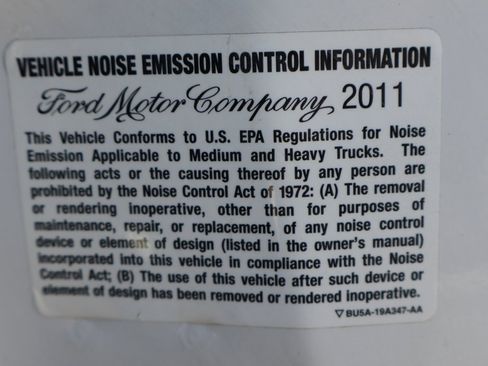 VEHICLE NOISE EMISSION CONTROL INFORMATION
Ford Motor Company, 2011
This Vehicle Conforms to U.S. EPA Regulations for Noise
Emission Applicable to Medium and Heavy Trucks. The
following acts or the causing thereof by any person are
prohibited by the Noise Control Act of 1972: (A) The removal
or rendering inoperative, other than for purposes of
maintenance, repair, or replacement, of any noise control
device or element of design (listed in the owner's manual)
incorporated into this vehicle in compliance with the Noise
Control Act; (B) The use of this vehicle after such device or
element of design has been removed or rendered inoperative.
▽ BU5A-19A347-AA